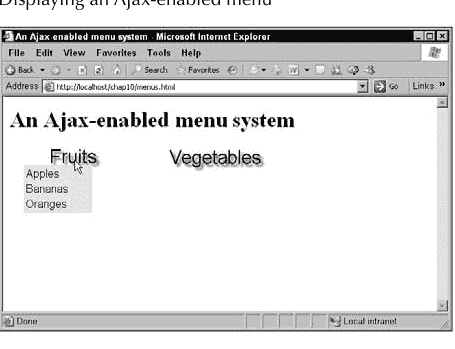 Displaying an Ajax-enabled menu
An Ajax enabled menu system - Microsoft Internet Explorer
File Edit View Favorites Tools Help
Back Search Favorites
Address http://localhost/chap10/menus.html Go Links »
An Ajax-enabled menu system
Fruits Vegetables
Apples
Bananas
Oranges
Done Local intranet